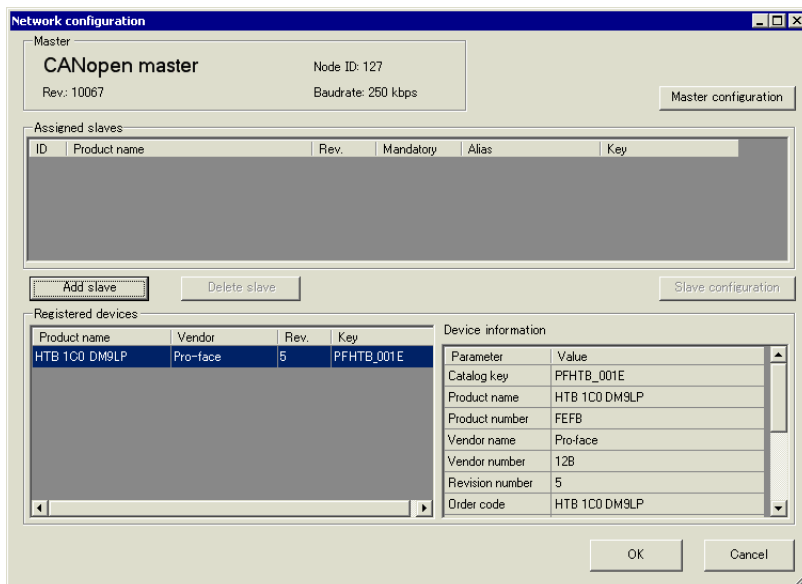 Network configuration
Master
CANopen master
Node ID: 127
Rev.: 10067
Baudrate: 250 kbps
Master configuration
Assigned slaves
ID Product name Rev. Mandatory Alias Key
Add slave Delete slave Slave configuration
Registered devices
Product name Vendor Rev. Key
HTB 1C0 DM9LP Pro-face 5 PFHTB_001E
Device information
Parameter Value
Catalog key PFHTB_001E
Product name HTB 1C0 DM9LP
Product number FEFB
Vendor name Pro-face
Vendor number 12B
Revision number 5
Order code HTB 1C0 DM9LP
OK Cancel